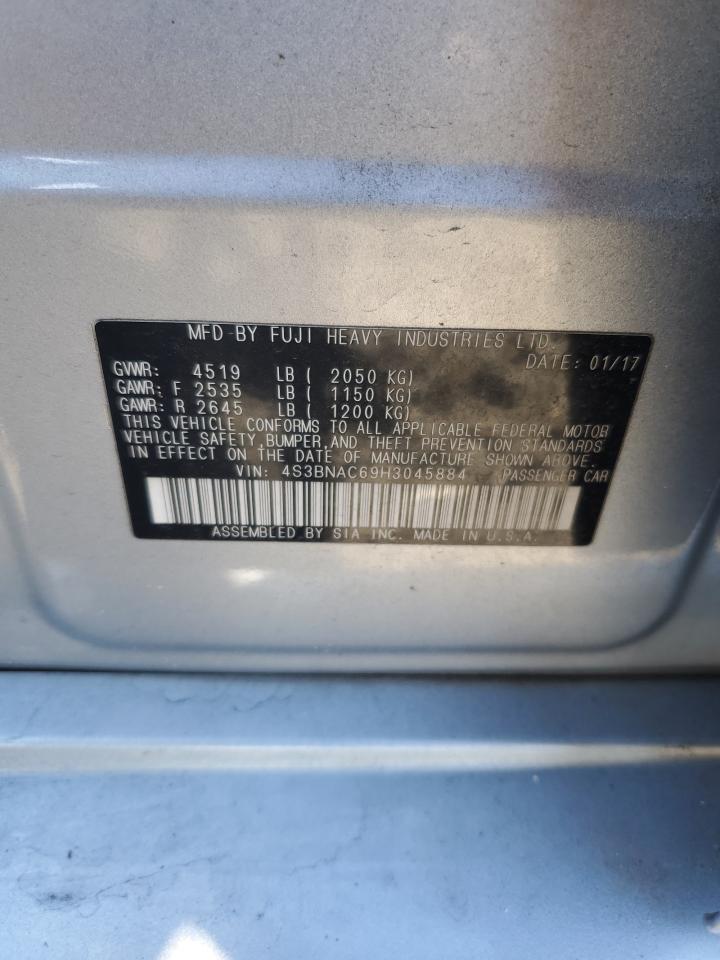 MFD BY FUJI HEAVY INDUSTRIES LTD.
DATE: 01/17
GVWR: 4519 LB ( 2050 KG)
GAWR: F 2535 LB ( 1150 KG)
GAWR: R 2645 LB ( 1200 KG)
THIS VEHICLE CONFORMS TO ALL APPLICABLE FEDERAL MOTOR
VEHICLE SAFETY, BUMPER, AND THEFT PREVENTION STANDARDS
IN EFFECT ON THE DATE OF MANUFACTURE SHOWN ABOVE.
VIN: 4S3BNAC69H3045884 PASSENGER CAR
ASSEMBLED BY SIA INC. MADE IN U.S.A.